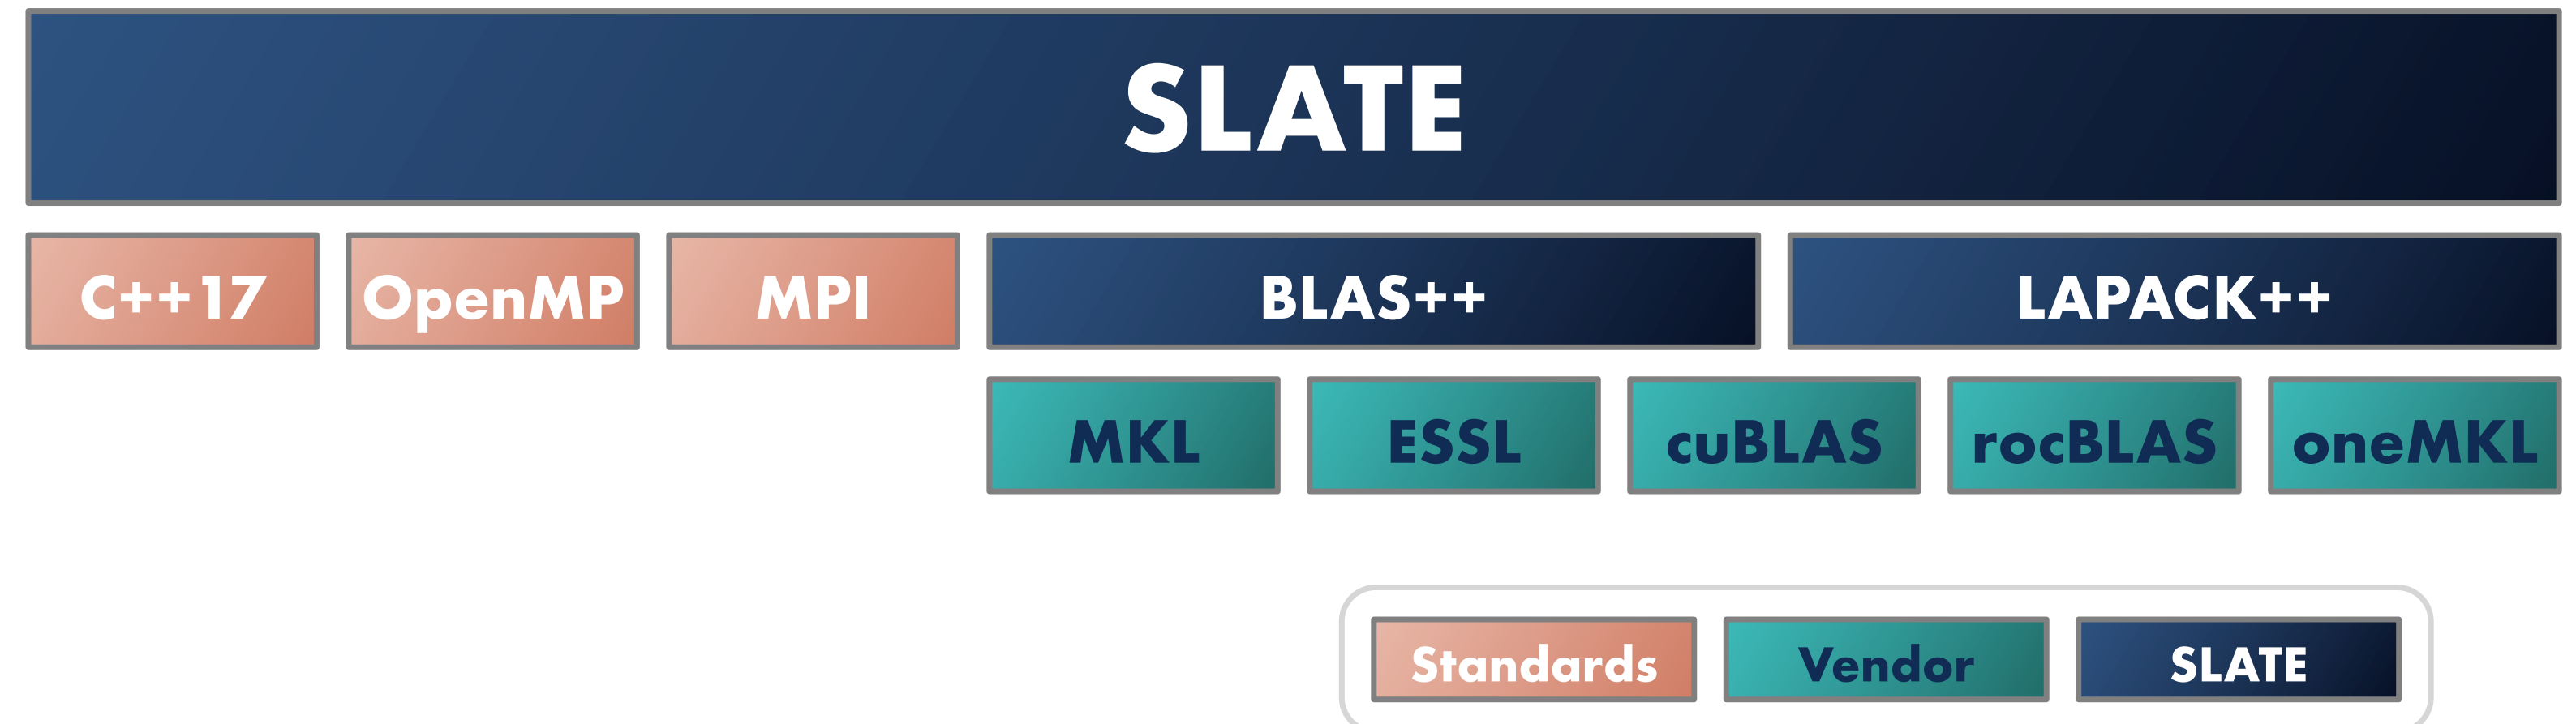 SLATE
C++17 OpenMP MPI BLAS++ LAPACK++
MKL ESSL cuBLAS rocBLAS oneMKL
Standards Vendor SLATE